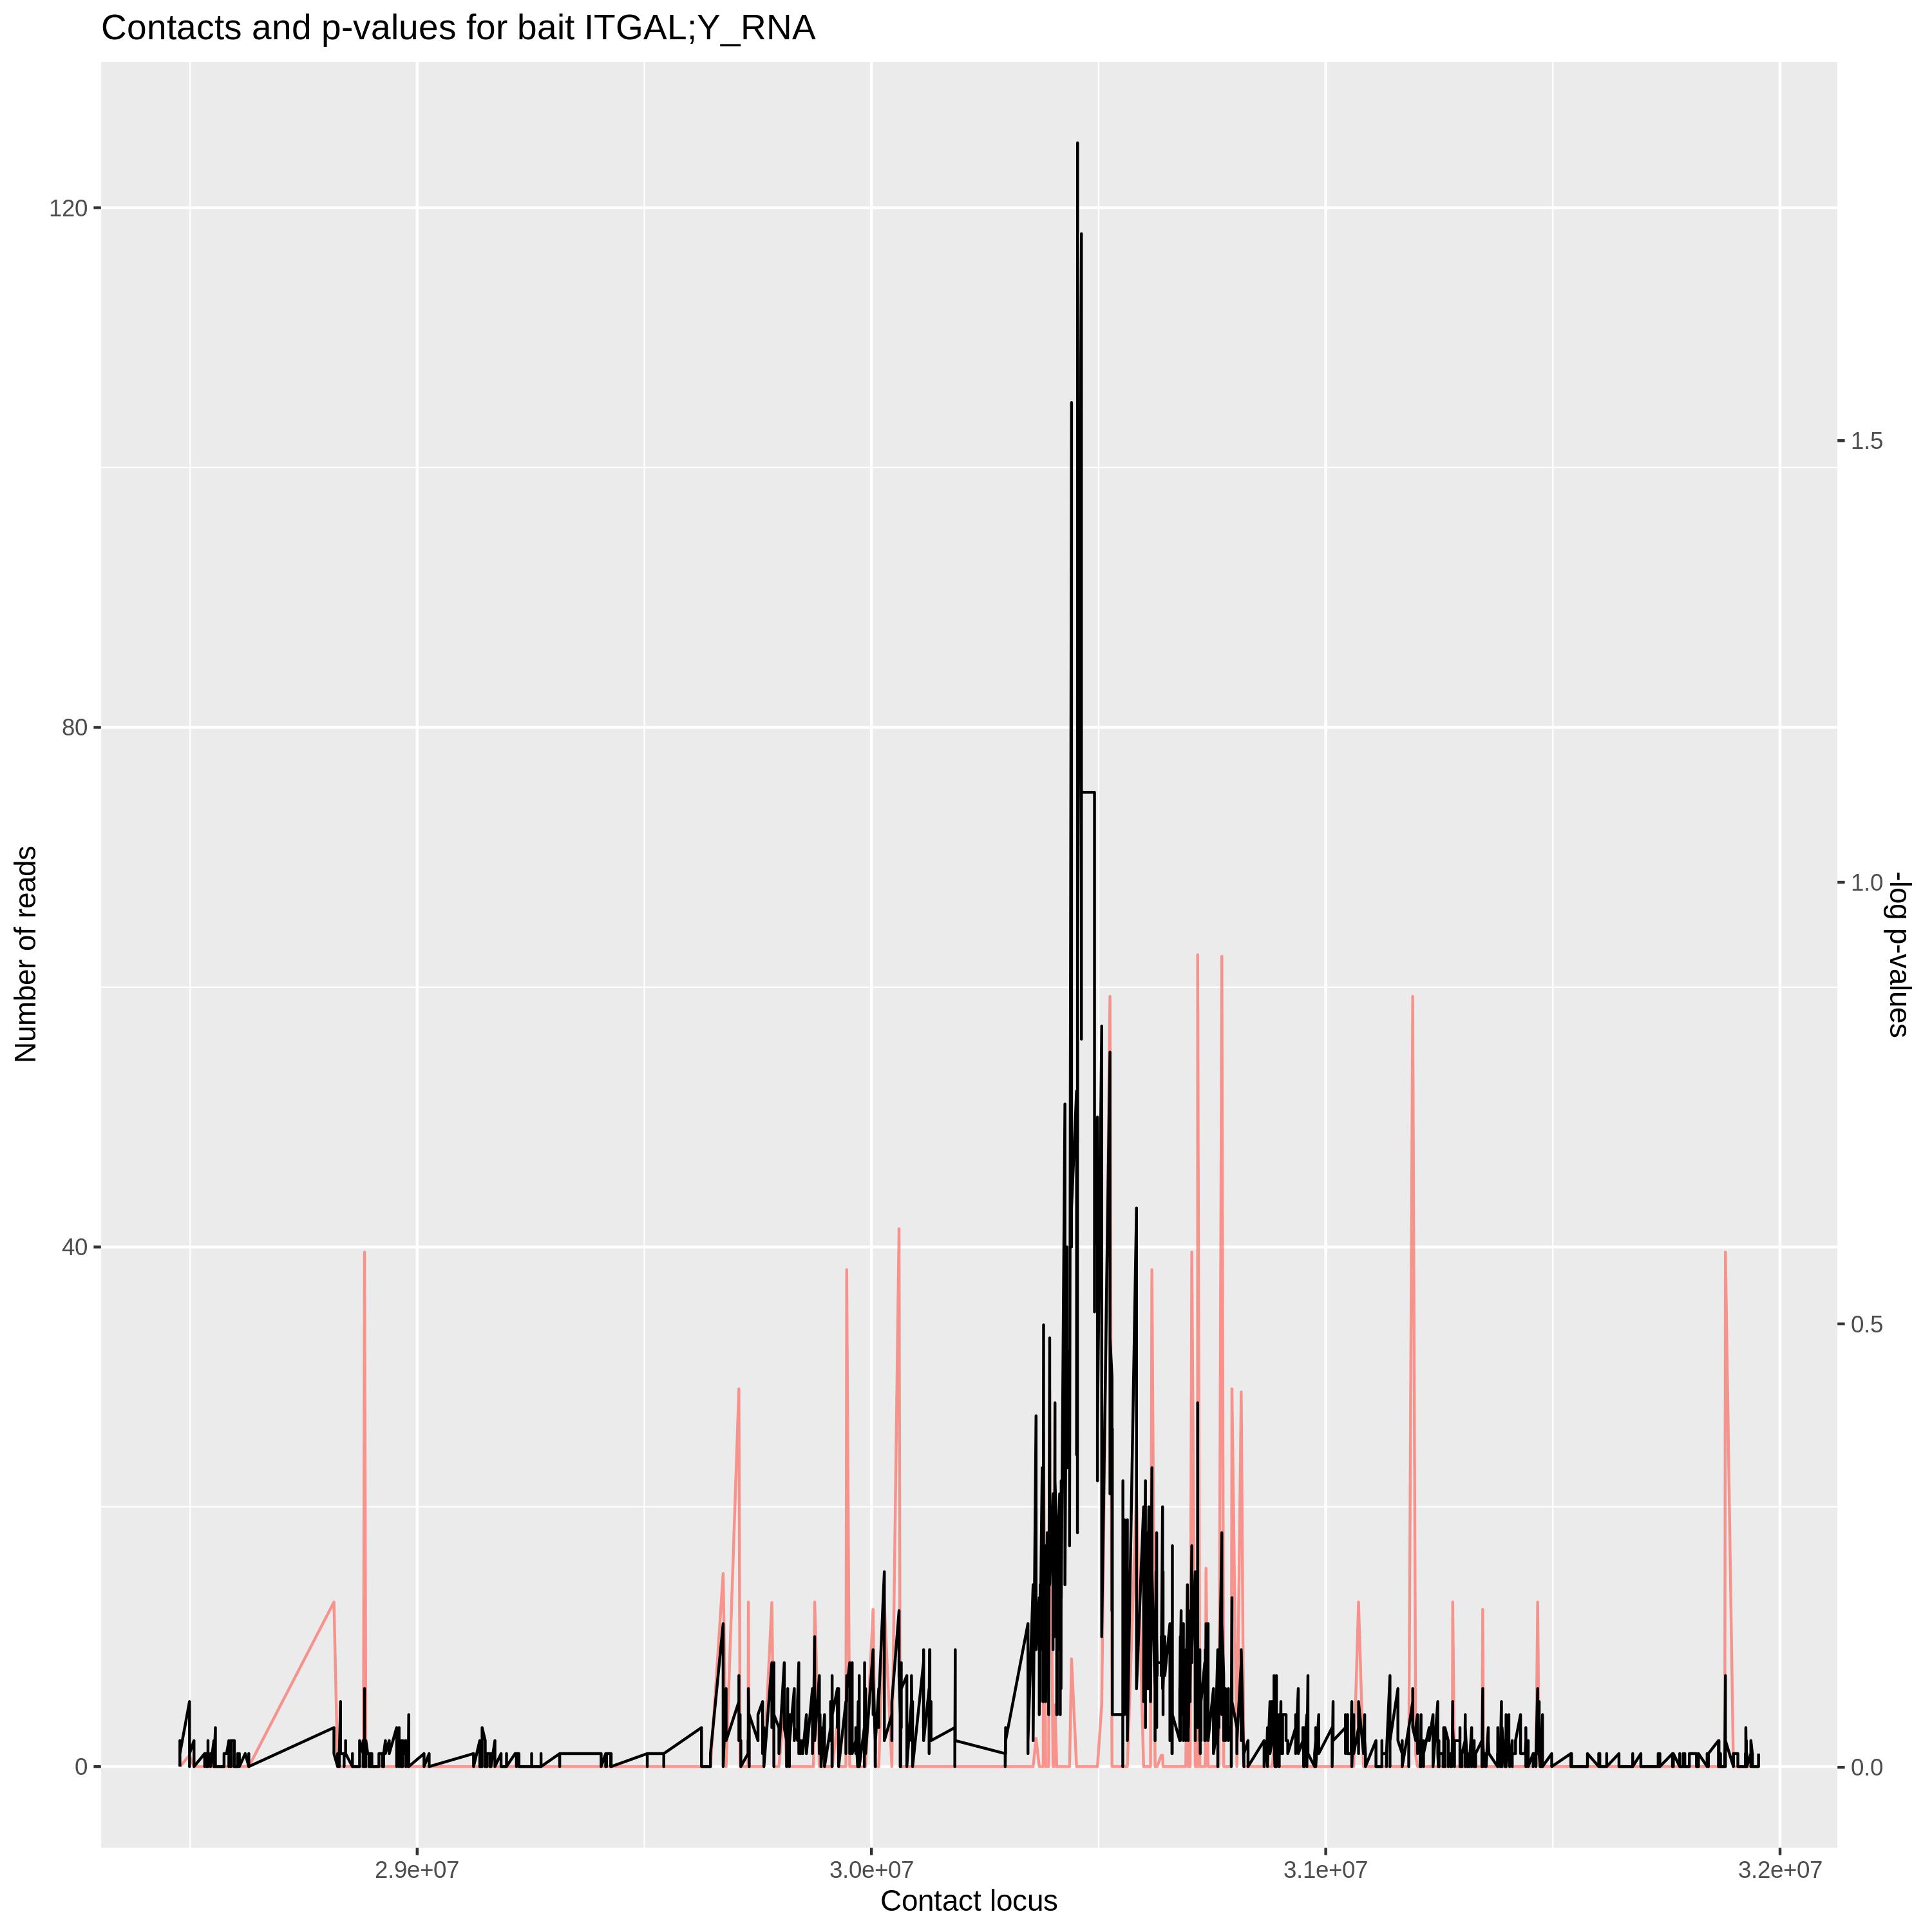 Contacts and p-values for bait ITGAL;Y_RNA
120
80
40
0
Number of reads
1.5
1.0
0.5
0.0
-log p-values
2.9e+07
3.0e+07
3.1e+07
3.2e+07
Contact locus